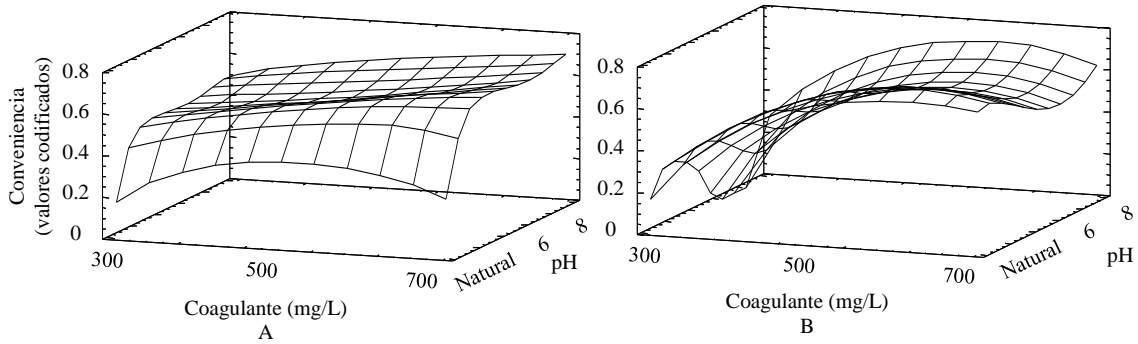 Conveniencia
(valores codificados)
0.8
0.6
0.4
0.2
0
300
500
700
Natural
6
8
pH
Coagulante (mg/L)
A
0.8
0.6
0.4
0.2
0
300
500
700
Natural
6
8
pH
Coagulante (mg/L)
B